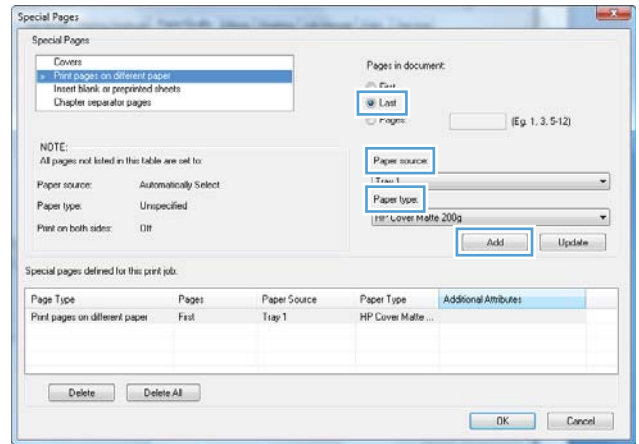 Special Pages
Special Pages
Covers
» Print pages on different paper
Insert blank or preprinted sheets
Chapter separator pages
Pages in document:
First
Last
Pages: (Eg. 1, 3, 5-12)
NOTE:
All pages not listed in this table are set to:
Paper source: Automatically Select
Paper type: Unspecified
Print on both sides: Off
Paper source:
Tray 1
Paper type:
HP Cover Matte 200g
Add Update
Special pages defined for this print job:
Page Type Pages Paper Source Paper Type Additional Attributes
Print pages on different paper First Tray 1 HP Cover Matte ...
Delete Delete All
OK Cancel